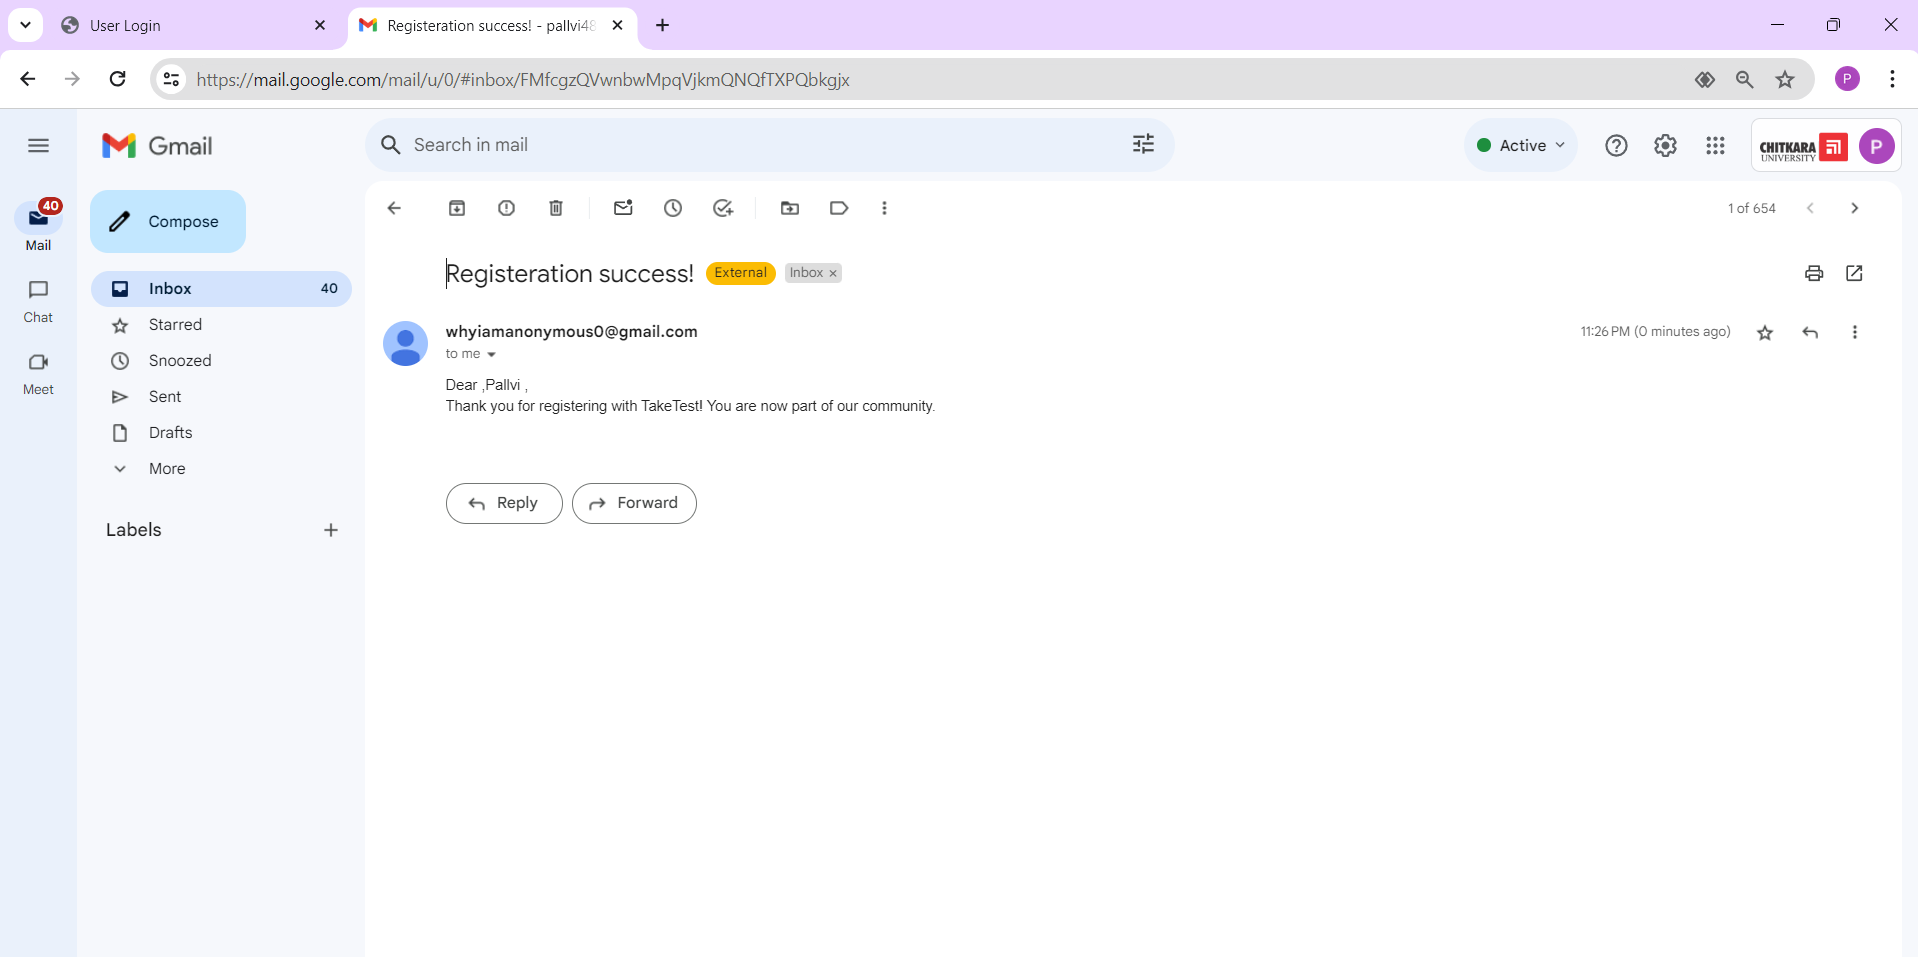 User Login
Registeration success! - pallvi48
https://mail.google.com/mail/u/0/#inbox/FMfcgzQVwnbwMpqVjkmQNQfTXPQbkgjx
P
Gmail
Search in mail
Active
CHITKARA
UNIVERSITY
P
40
Mail
Chat
Meet
Compose
Inbox 40
Starred
Snoozed
Sent
Drafts
More
Labels
1 of 654
Registeration success! External Inbox ×
whyiamanonymous0@gmail.com 11:26 PM (0 minutes ago)
to me
Dear ,Pallvi ,
Thank you for registering with TakeTest! You are now part of our community.
Reply Forward